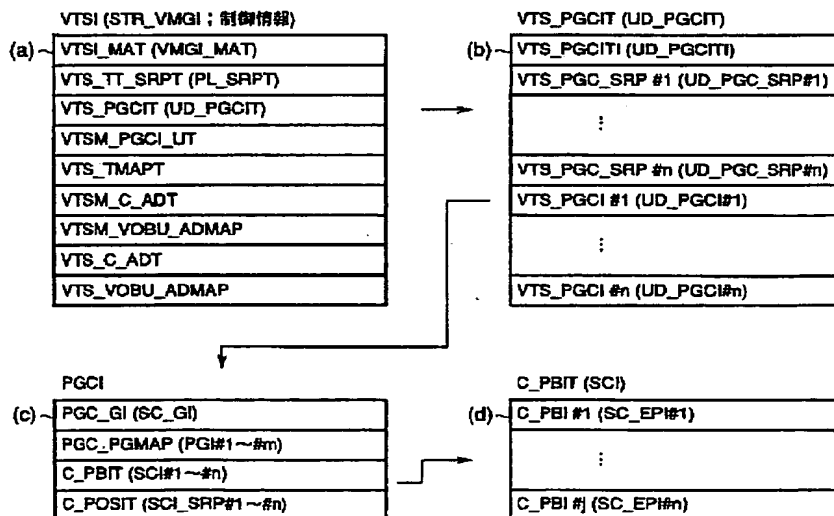 VTSI (STR_VMGI ; 制御情報)
(a)
VTSI_MAT (VMGI_MAT)
VTS_TT_SRPT (PL_SRPT)
VTS_PGCIT (UD_PGCIT)
VTSM_PGCI_UT
VTS_TMAPT
VTSM_C_ADT
VTSM_VOBU_ADMAP
VTS_C_ADT
VTS_VOBU_ADMAP
VTS_PGCIT (UD_PGCIT)
(b)
VTS_PGCITI (UD_PGCITI)
VTS_PGC_SRP #1 (UD_PGC_SRP#1)
⋮
VTS_PGC_SRP #n (UD_PGC_SRP#n)
VTS_PGCI #1 (UD_PGCI#1)
⋮
VTS_PGCI #n (UD_PGCI#n)
PGCI
(c)
PGC_GI (SC_GI)
PGC_PGMAP (PGI#1～#m)
C_PBIT (SCI#1～#n)
C_POSIT (SCI_SRP#1～#n)
C_PBIT (SCI)
(d)
C_PBI #1 (SC_EPI#1)
⋮
C_PBI #j (SC_EPI#n)